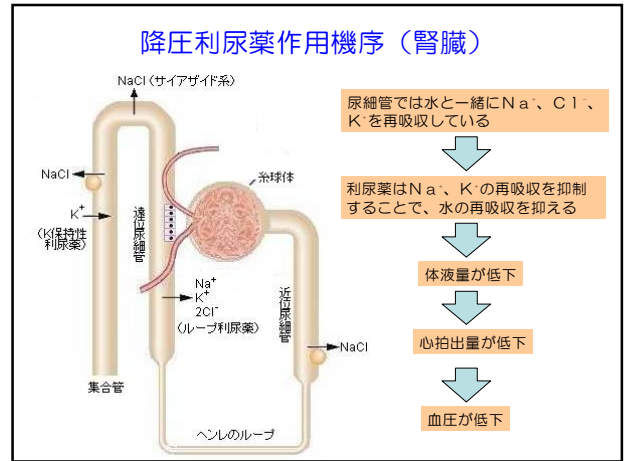 降圧利尿薬作用機序（腎臓）
NaCl(サイアザイド系)
NaCl
K⁺
(K保持性
利尿薬)
遠位尿細管
糸球体
Na⁺
K⁺
2Cl⁻
(ループ利尿薬)
近位尿細管
NaCl
集合管
ヘンレのループ
尿細管では水と一緒にＮａ⁺、Ｃｌ⁻、
Ｋ⁺を再吸収している
利尿薬はＮａ⁺、Ｋ⁺の再吸収を抑制
することで、水の再吸収を抑える
体液量が低下
心拍出量が低下
血圧が低下